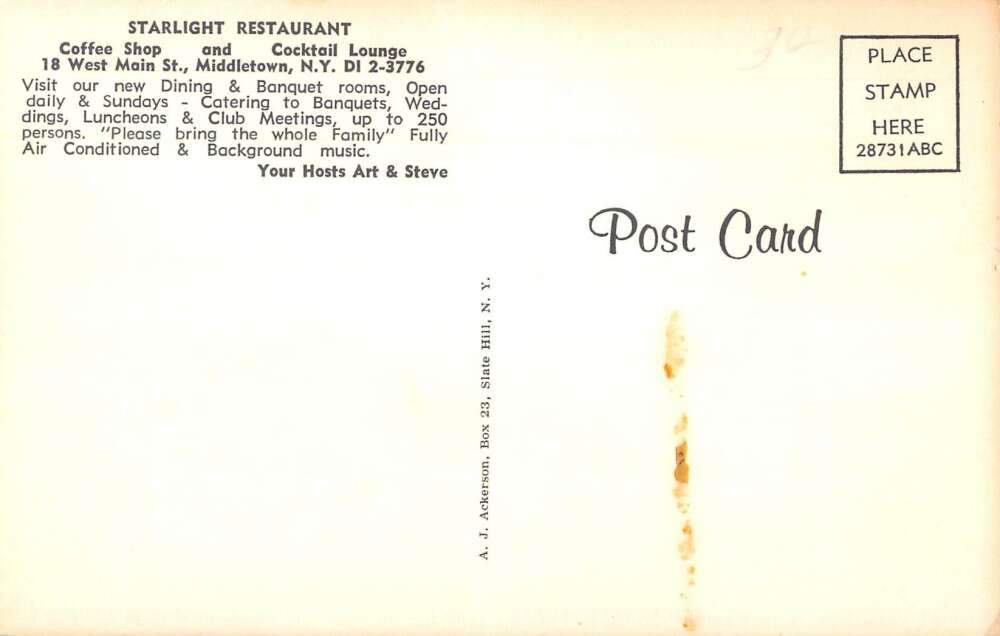 STARLIGHT RESTAURANT
Coffee Shop and Cocktail Lounge
18 West Main St., Middletown, N.Y. DI 2-3776
Visit our new Dining & Banquet rooms, Open
daily & Sundays - Catering to Banquets, Wed-
dings, Luncheons & Club Meetings, up to 250
persons. "Please bring the whole Family" Fully
Air Conditioned & Background music.
Your Hosts Art & Steve
PLACE
STAMP
HERE
28731ABC
Post Card
A. J. Ackerson, Box 23, Slate Hill, N. Y.